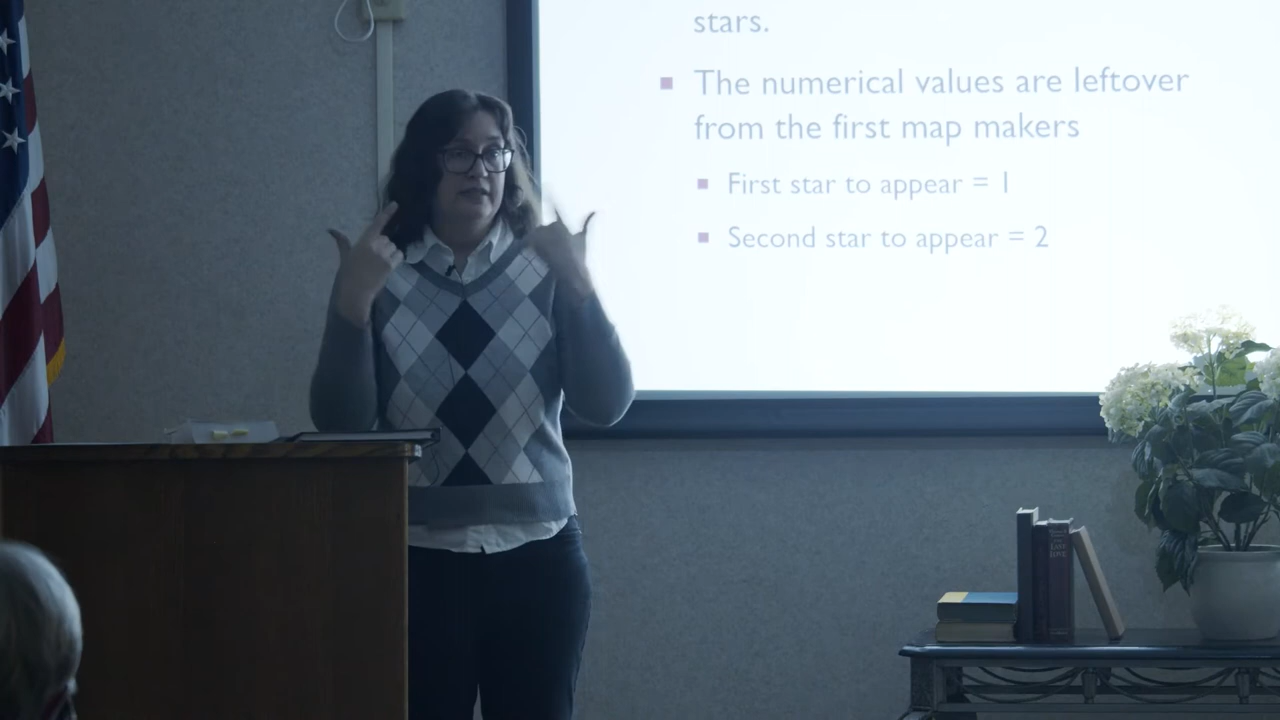 stars.
The numerical values are leftover
from the first map makers
First star to appear = 1
Second star to appear = 2